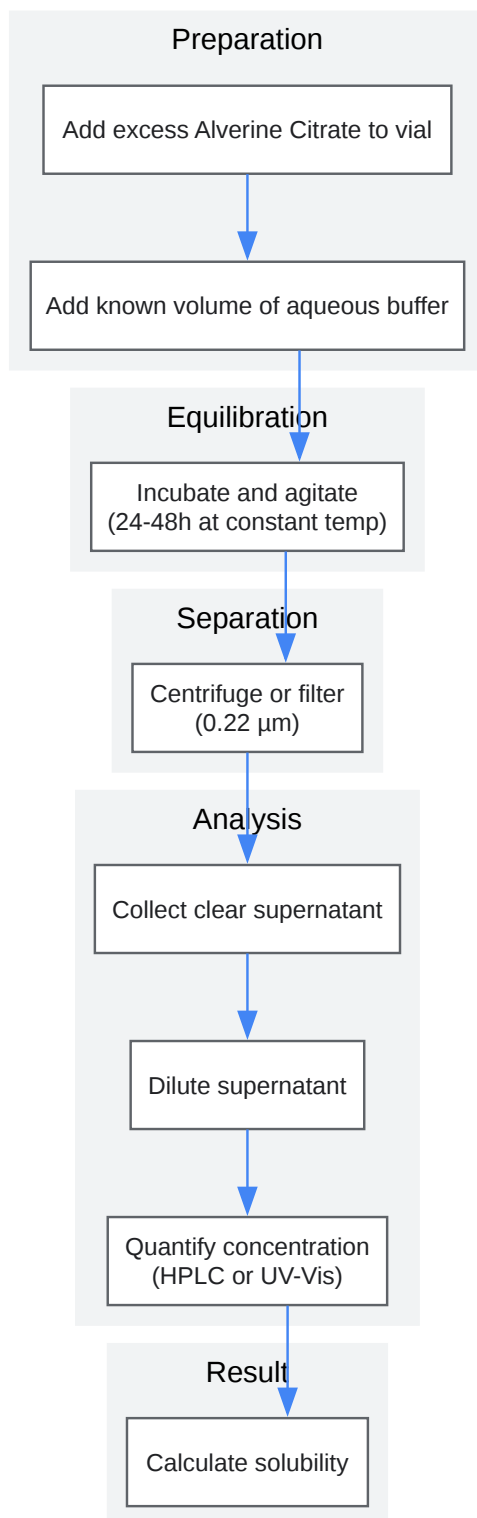 Preparation
Add excess Alverine Citrate to vial
Add known volume of aqueous buffer
Equilibration
Incubate and agitate
(24-48h at constant temp)
Separation
Centrifuge or filter
(0.22 µm)
Analysis
Collect clear supernatant
Dilute supernatant
Quantify concentration
(HPLC or UV-Vis)
Result
Calculate solubility